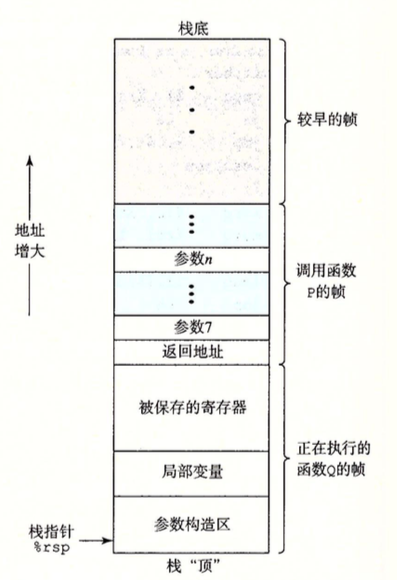 栈底
较早的帧
地址
增大
参数n
调用函数
P的帧
参数7
返回地址
被保存的寄存器
正在执行的
函数Q的帧
局部变量
参数构造区
栈指针
%rsp
栈“顶”